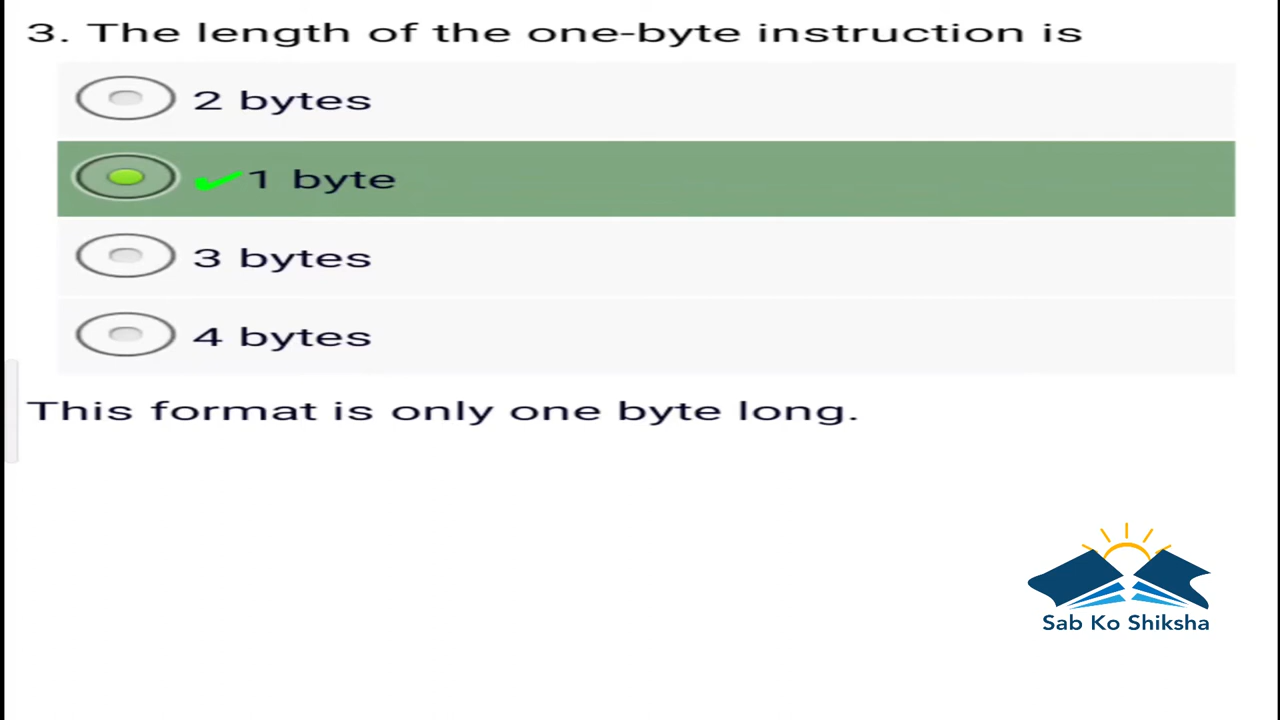 3. The length of the one-byte instruction is
2 bytes
✔1 byte
3 bytes
4 bytes
This format is only one byte long.
Sab Ko Shiksha